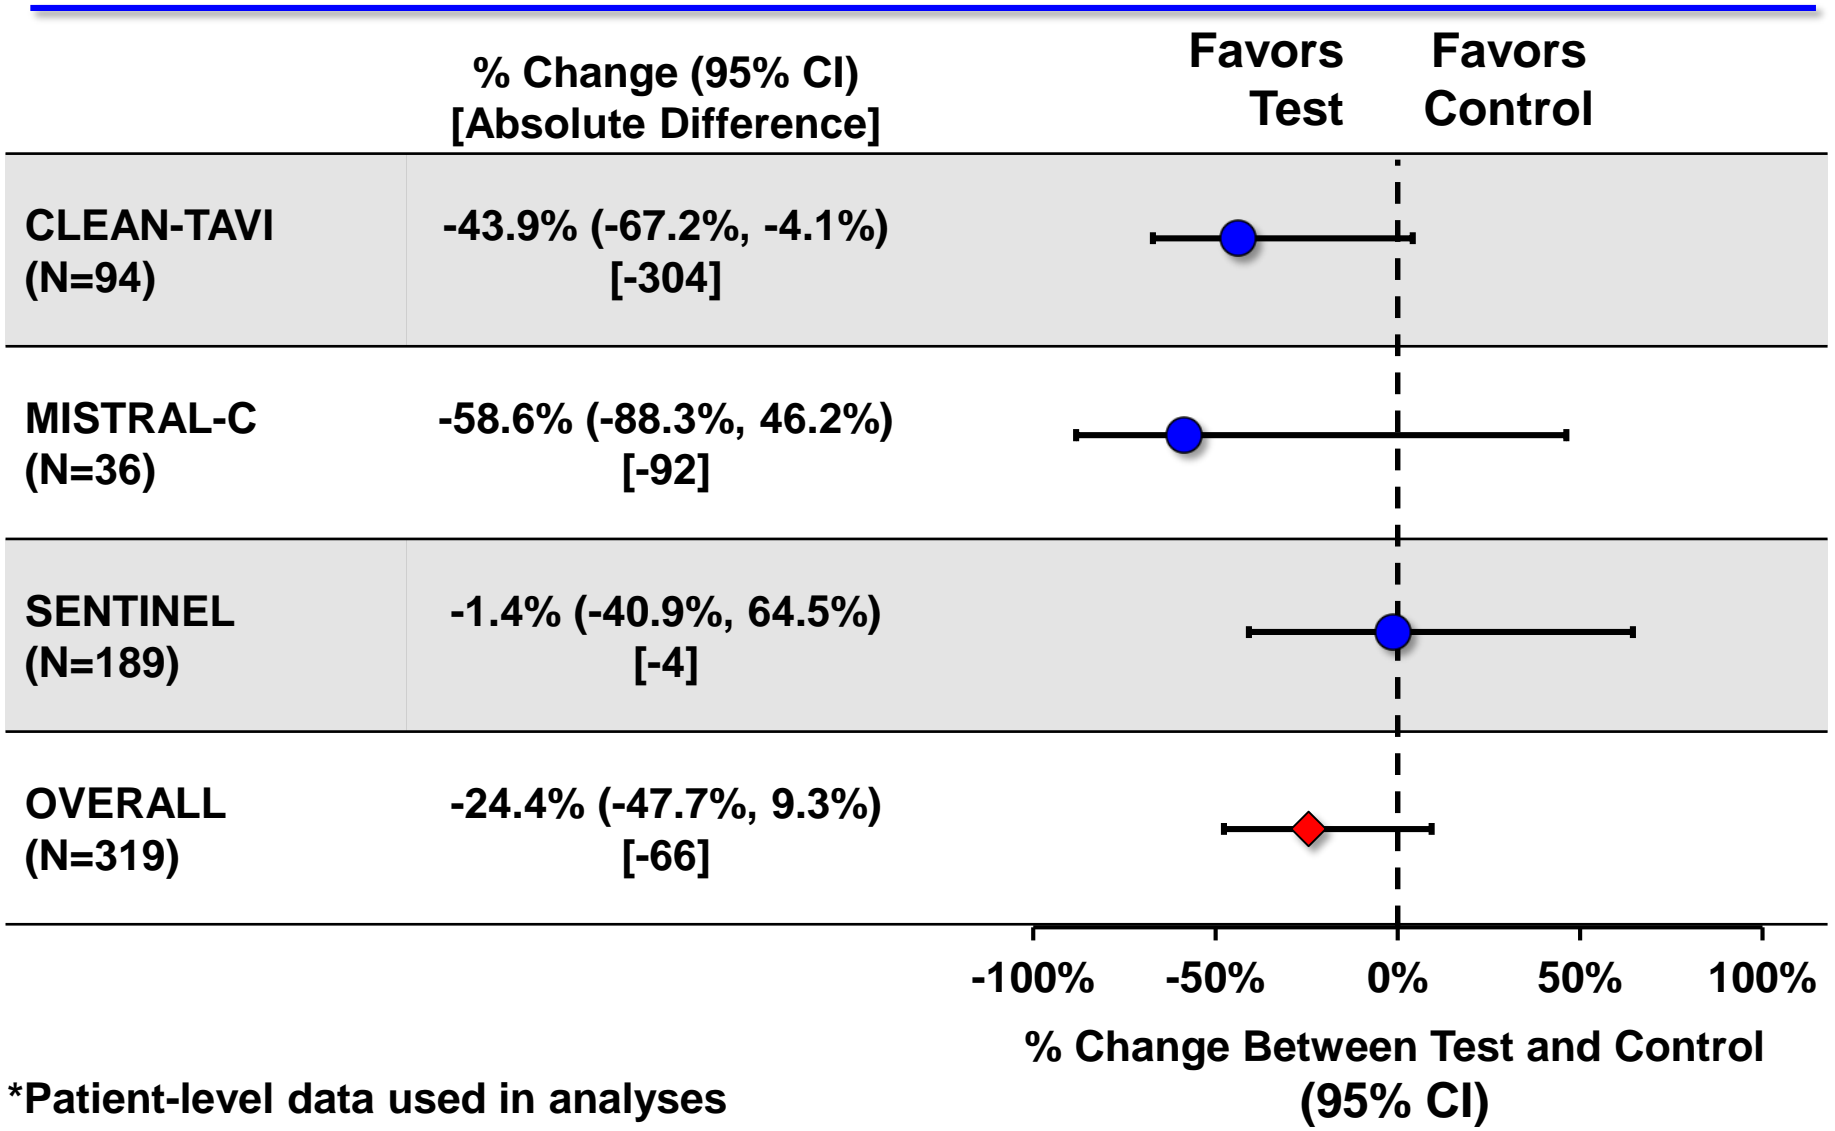 % Change (95% CI)
[Absolute Difference]
Favors
Test
Favors
Control
CLEAN-TAVI
(N=94)
-43.9% (-67.2%, -4.1%)
[-304]
MISTRAL-C
(N=36)
-58.6% (-88.3%, 46.2%)
[-92]
SENTINEL
(N=189)
-1.4% (-40.9%, 64.5%)
[-4]
OVERALL
(N=319)
-24.4% (-47.7%, 9.3%)
[-66]
-100% -50% 0% 50% 100%
% Change Between Test and Control
(95% CI)
*Patient-level data used in analyses